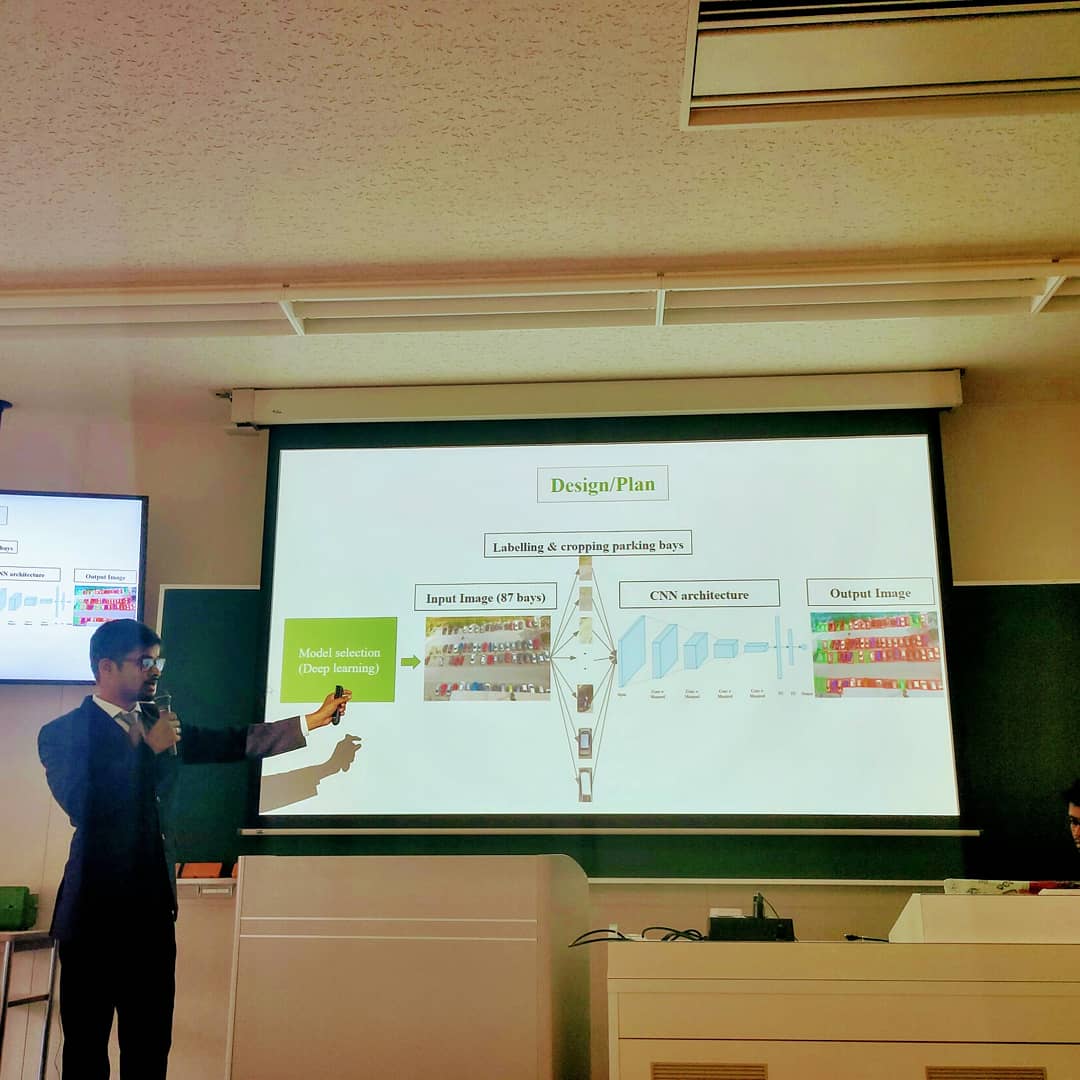 Design/Plan
Labelling & cropping parking bays
Input Image (87 bays)
CNN architecture
Output Image
Model selection
(Deep learning)
Input
bays
NN architecture
Output Image